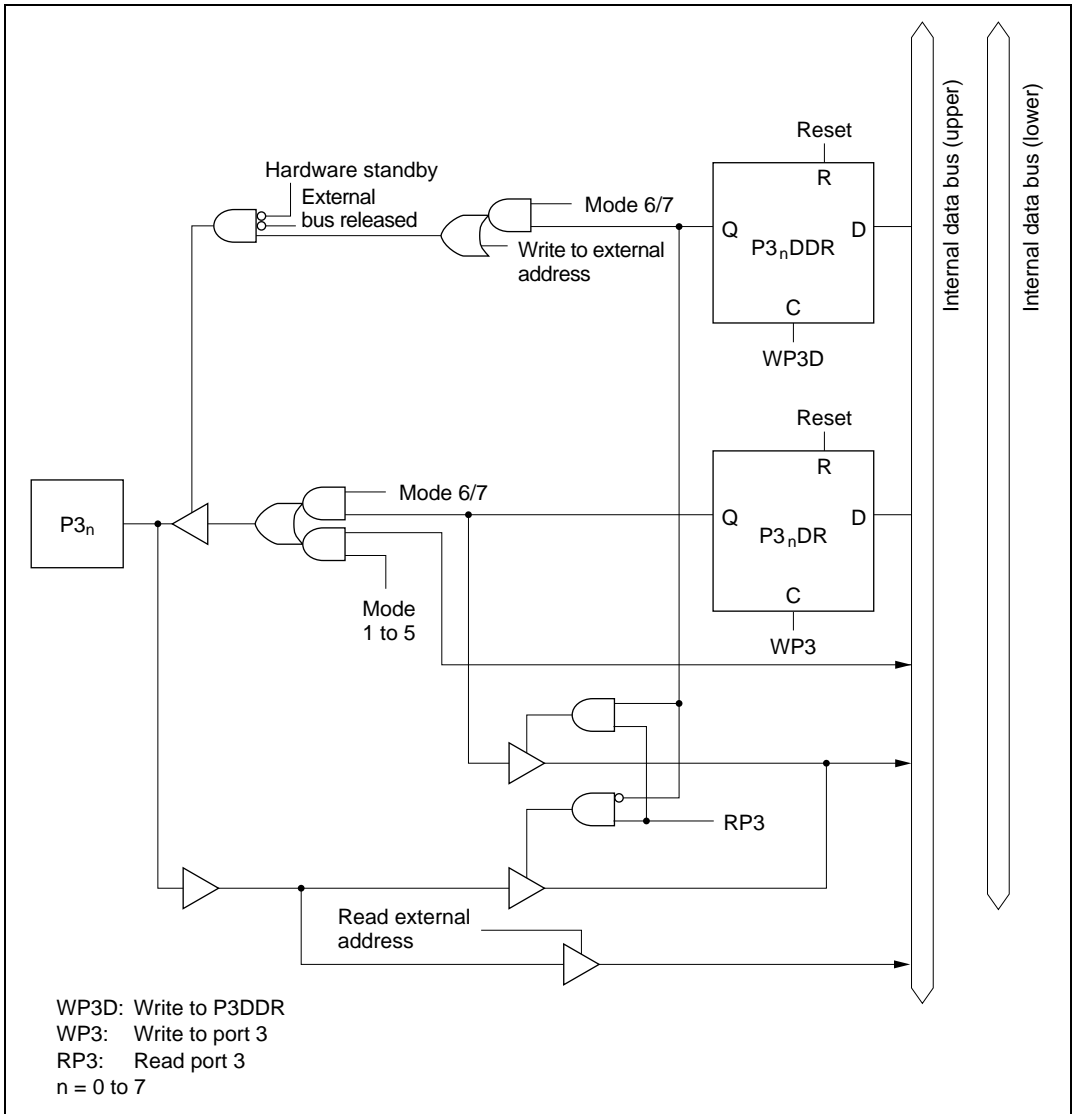 Reset
Hardware standby
External
bus released
Mode 6/7
Write to external
address
R
Q
D
P3nDDR
C
WP3D
Internal data bus (upper)
Internal data bus (lower)
Reset
R
P3n
Mode 6/7
Q
D
P3nDR
C
Mode
1 to 5
WP3
RP3
Read external
address
WP3D: Write to P3DDR
WP3: Write to port 3
RP3: Read port 3
n = 0 to 7